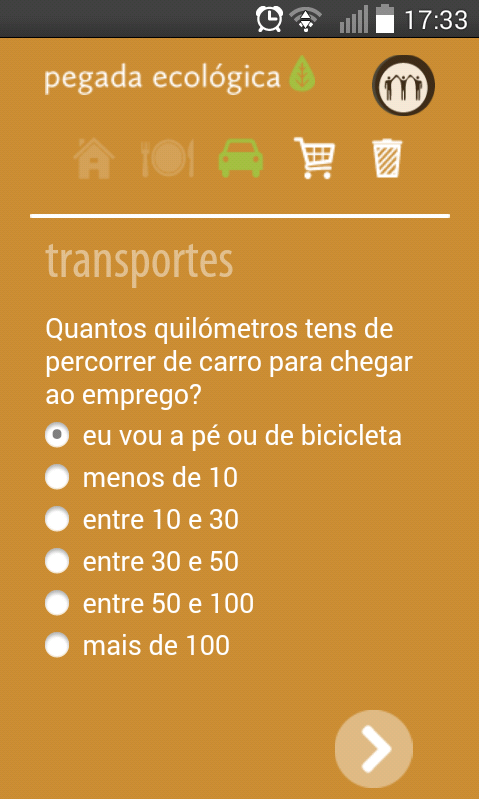 17:33
pegada ecológica
transportes
Quantos quilómetros tens de
percorrer de carro para chegar
ao emprego?
eu vou a pé ou de bicicleta
menos de 10
entre 10 e 30
entre 30 e 50
entre 50 e 100
mais de 100